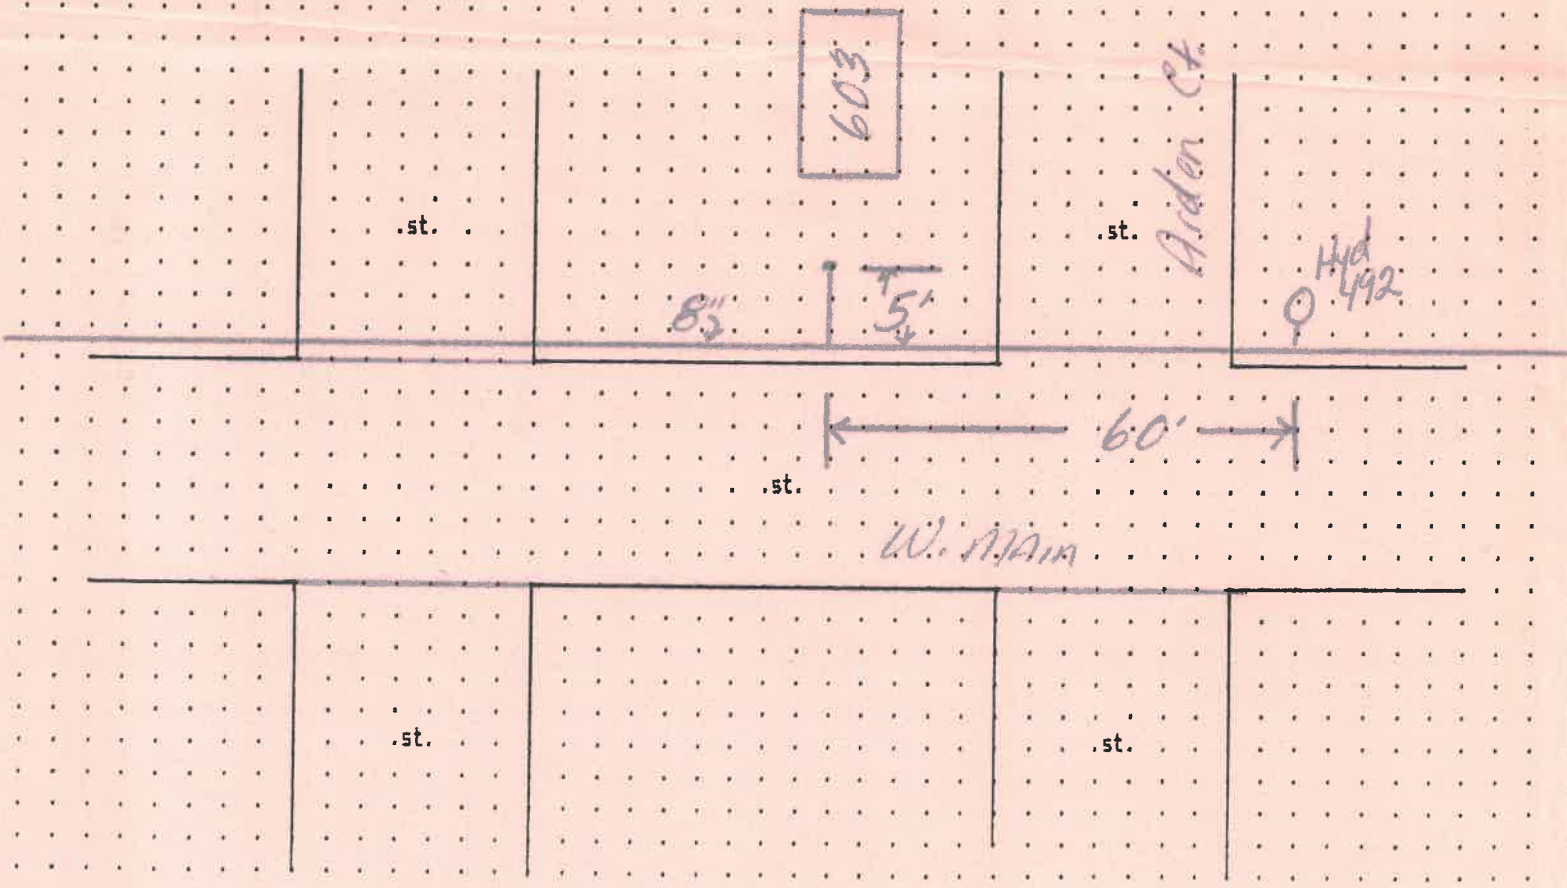 603
Arden Ct.
.st.
.st.
Hyd
492
8"
5'
60'
.st.
W. MAIN
.st.
.st.